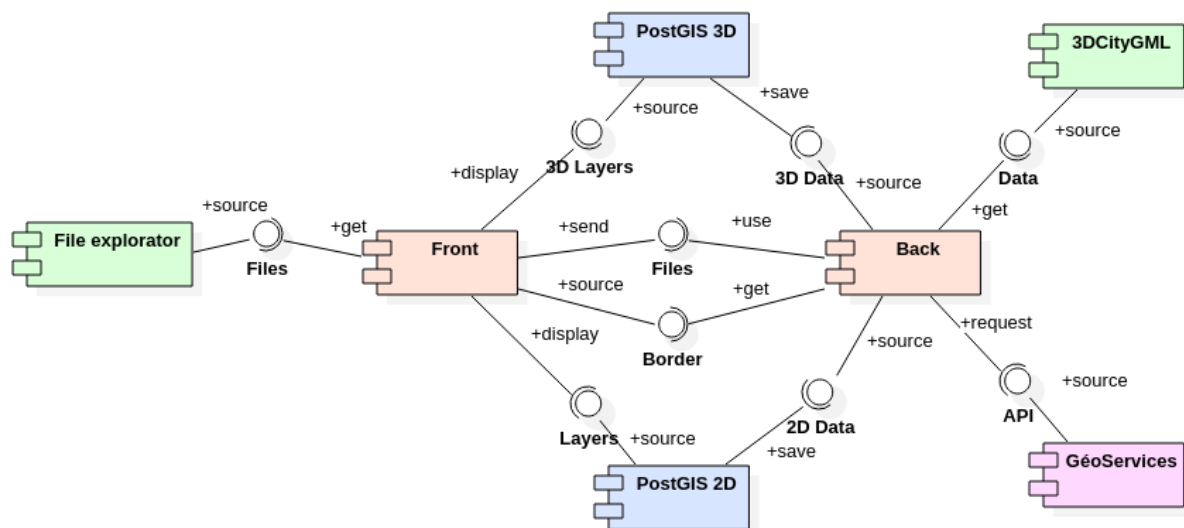 PostGIS 3D
3DCityGML
+source
+save
+source
3D Layers
+display
3D Data
+source
Data
+get
+source
Files
+get
File explorator
Front
+send
Files
+use
Back
+source
Border
+get
+display
+source
+request
+source
API
Layers
+source
2D Data
+save
PostGIS 2D
GéoServices